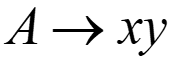 A → xy